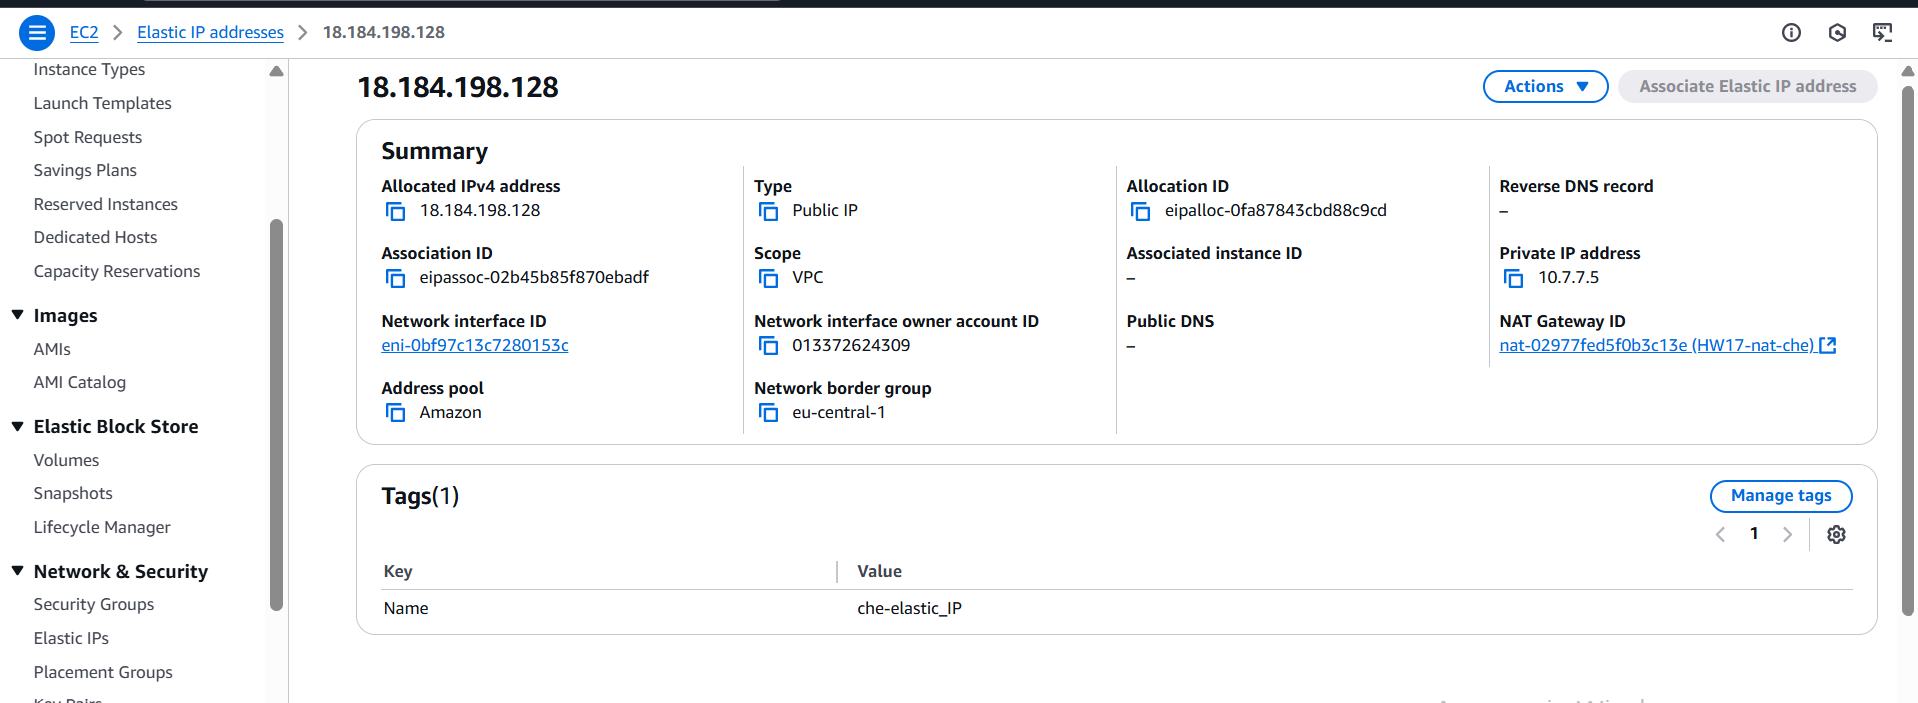 EC2 > Elastic IP addresses > 18.184.198.128
Instance Types
Launch Templates
Spot Requests
Savings Plans
Reserved Instances
Dedicated Hosts
Capacity Reservations
Images
AMIs
AMI Catalog
Elastic Block Store
Volumes
Snapshots
Lifecycle Manager
Network & Security
Security Groups
Elastic IPs
Placement Groups
Key Pairs
18.184.198.128
Actions
Associate Elastic IP address
Summary
Allocated IPv4 address
18.184.198.128
Association ID
eipassoc-02b45b85f870ebadf
Network interface ID
eni-0bf97c13c7280153c
Address pool
Amazon
Type
Public IP
Scope
VPC
Network interface owner account ID
013372624309
Network border group
eu-central-1
Allocation ID
eipalloc-0fa87843cbd88c9cd
Associated instance ID
–
Public DNS
–
Reverse DNS record
–
Private IP address
10.7.7.5
NAT Gateway ID
nat-02977fed5f0b3c13e (HW17-nat-che)
Tags(1)
Manage tags
1
Key Value
Name che-elastic_IP